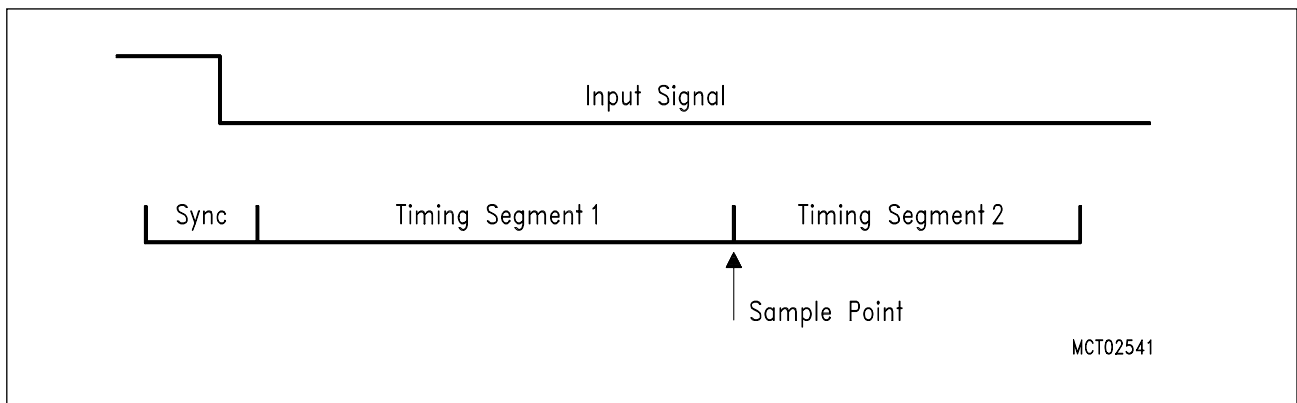 Input Signal
Sync
Timing Segment 1
Timing Segment 2
Sample Point
MCT02541